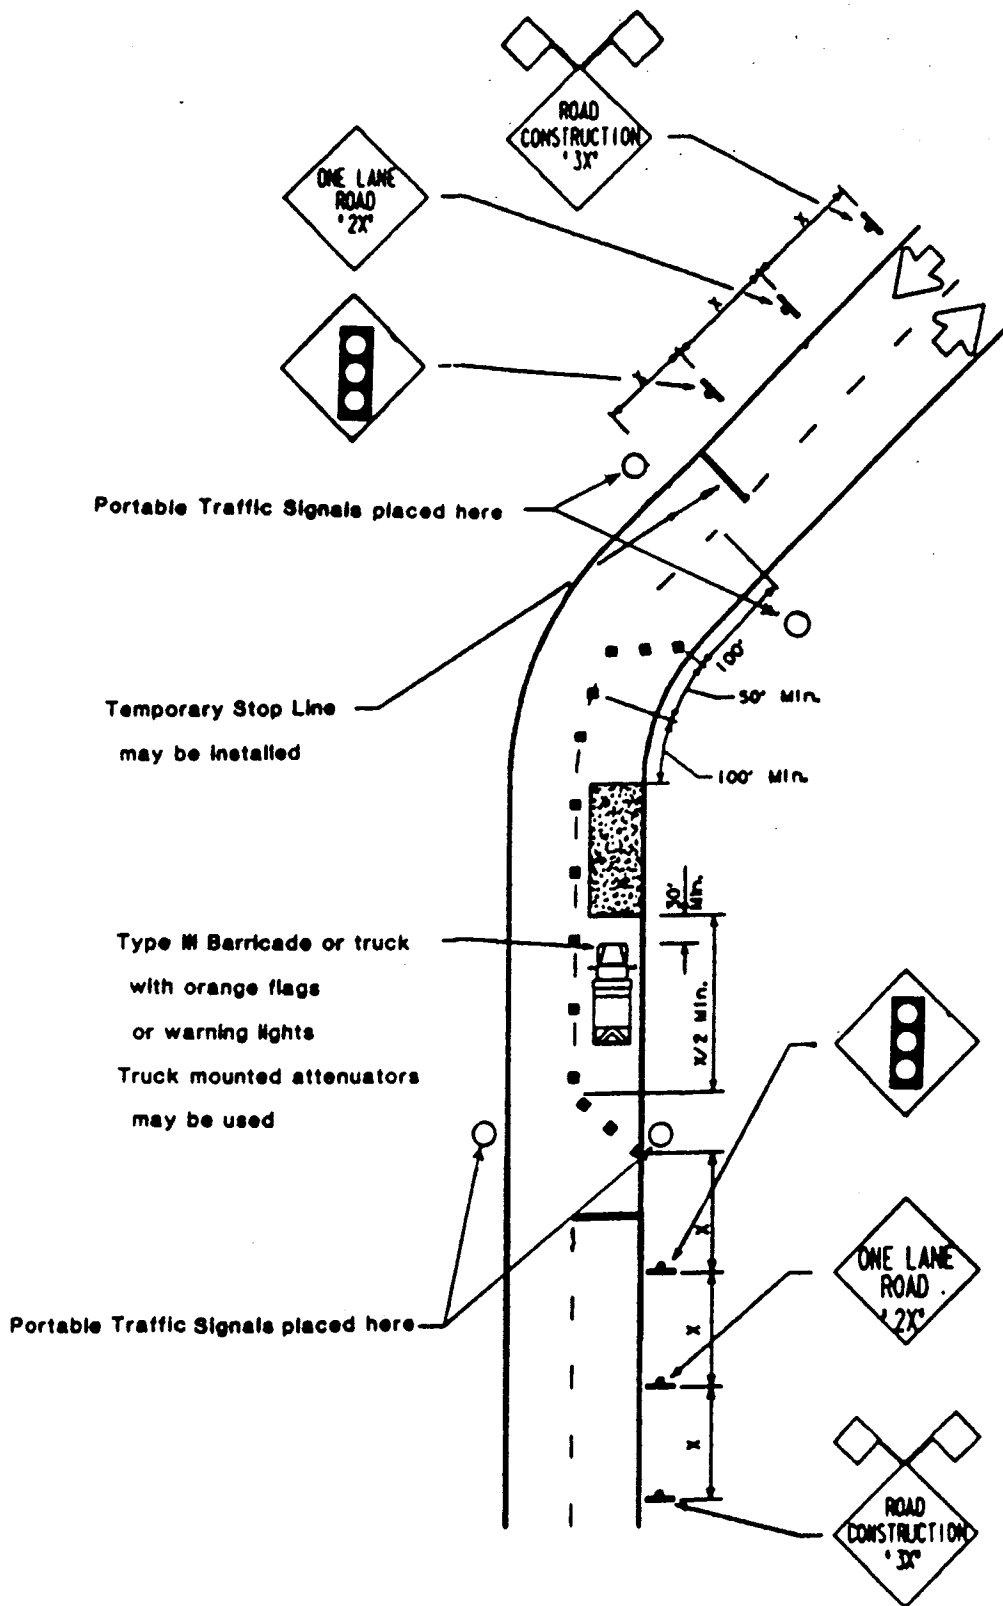 ROAD
CONSTRUCTION
'3X'
ONE LANE
ROAD
'2X'
X
X
X
Portable Traffic Signals placed here
100'
50' Min.
100' Min.
Temporary Stop Line
may be installed
30'
Min.
X/2 Min.
Type III Barricade or truck
with orange flags
or warning lights
Truck mounted attenuators
may be used
X
ONE LANE
ROAD
'2X'
Portable Traffic Signals placed here
X
X
ROAD
CONSTRUCTION
'3X'